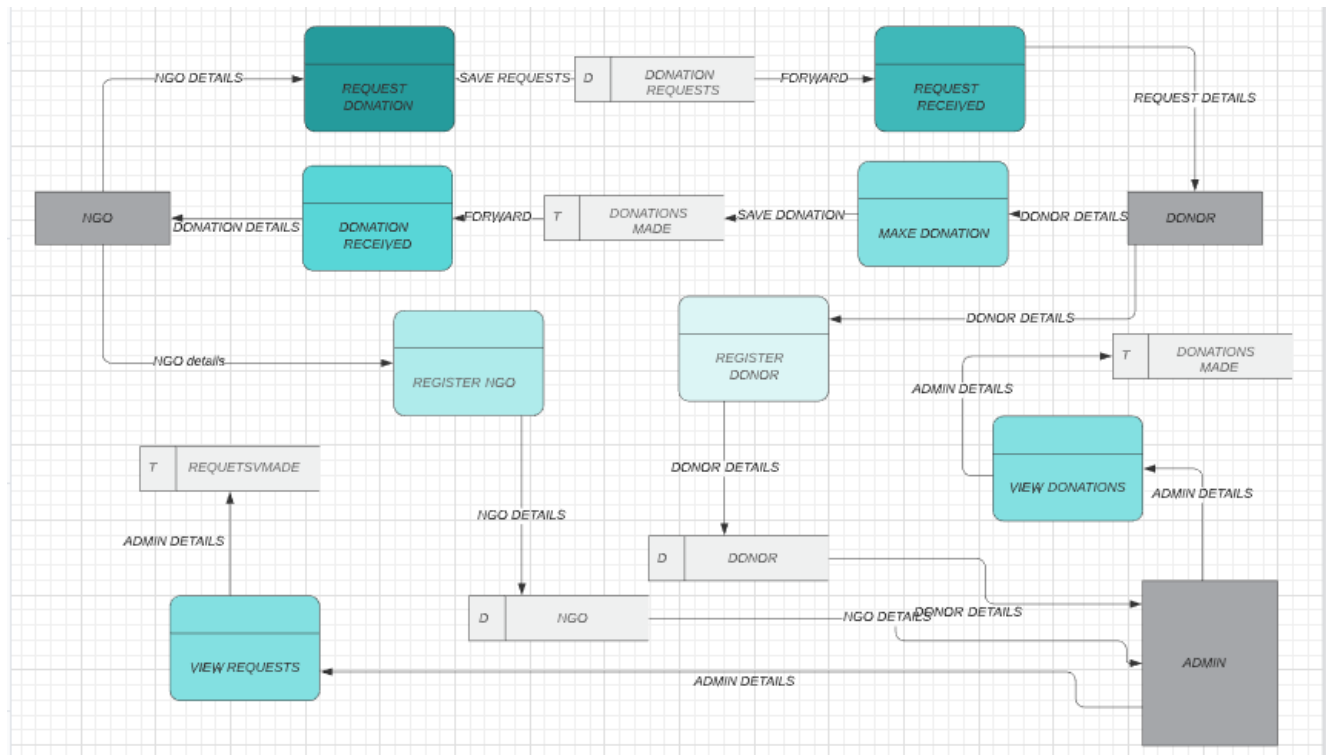 NGO DETAILS
REQUEST
DONATION
SAVE REQUESTS
D
DONATION
REQUESTS
FORWARD
REQUEST
RECEIVED
REQUEST DETAILS
NGO
DONATION DETAILS
DONATION
RECEIVED
FORWARD
T
DONATIONS
MADE
SAVE DONATION
MAKE DONATION
DONOR DETAILS
DONOR
DONOR DETAILS
NGO details
REGISTER NGO
REGISTER
DONOR
T
DONATIONS
MADE
ADMIN DETAILS
T
REQUETSVMADE
DONOR DETAILS
VIEW DONATIONS
ADMIN DETAILS
NGO DETAILS
ADMIN DETAILS
D
DONOR
D
NGO
NGO DETAILS
DONOR DETAILS
VIEW REQUESTS
ADMIN DETAILS
ADMIN